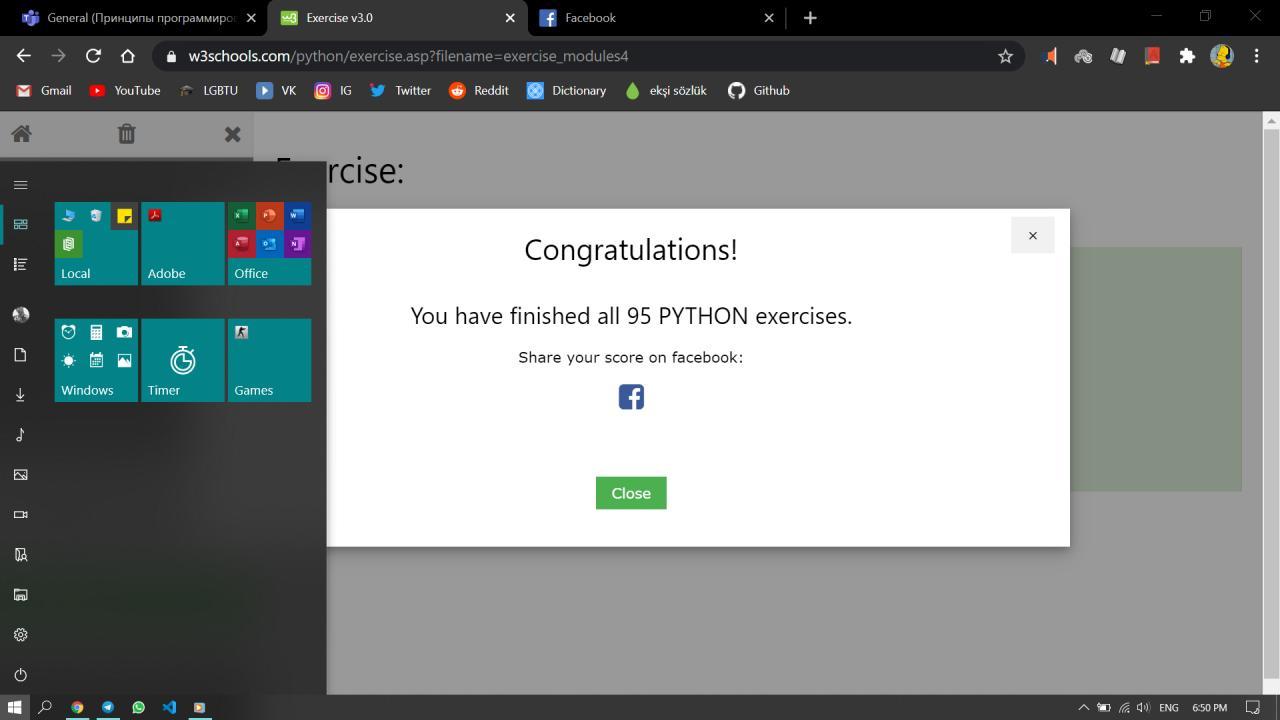 General (Принципы программиров
Exercise v3.0
Facebook
w3schools.com/python/exercise.asp?filename=exercise_modules4
Gmail
YouTube
LGBTU
VK
IG
Twitter
Reddit
Dictionary
ekşi sözlük
Github
Exercise:
Local
Adobe
Office
Windows
Timer
Games
Congratulations!
You have finished all 95 PYTHON exercises.
Share your score on facebook:
Close
ENG
6:50 PM